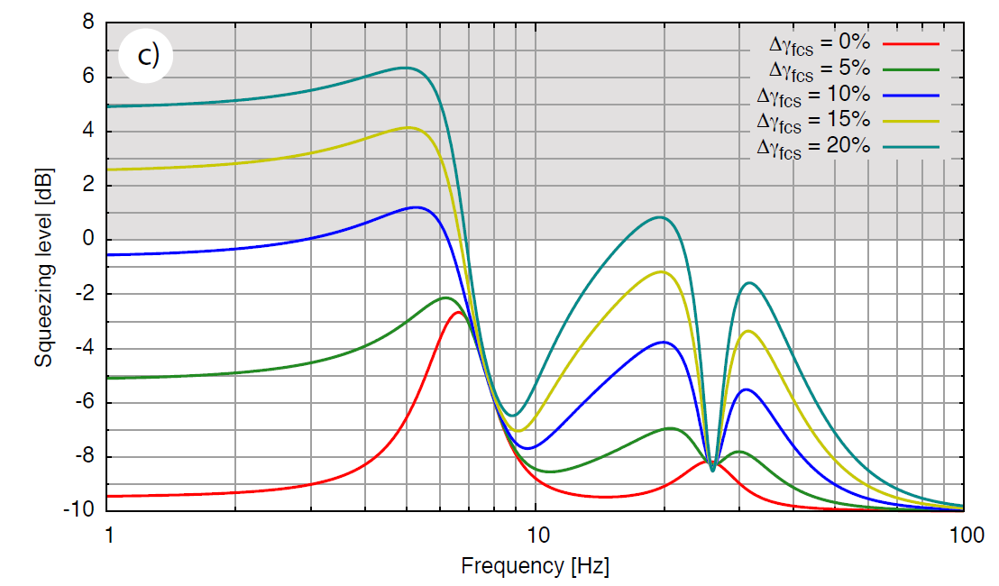 c)
Δγfcs = 0%
Δγfcs = 5%
Δγfcs = 10%
Δγfcs = 15%
Δγfcs = 20%
Squeezing level [dB]
8
6
4
2
0
-2
-4
-6
-8
-10
1 10 100
Frequency [Hz]